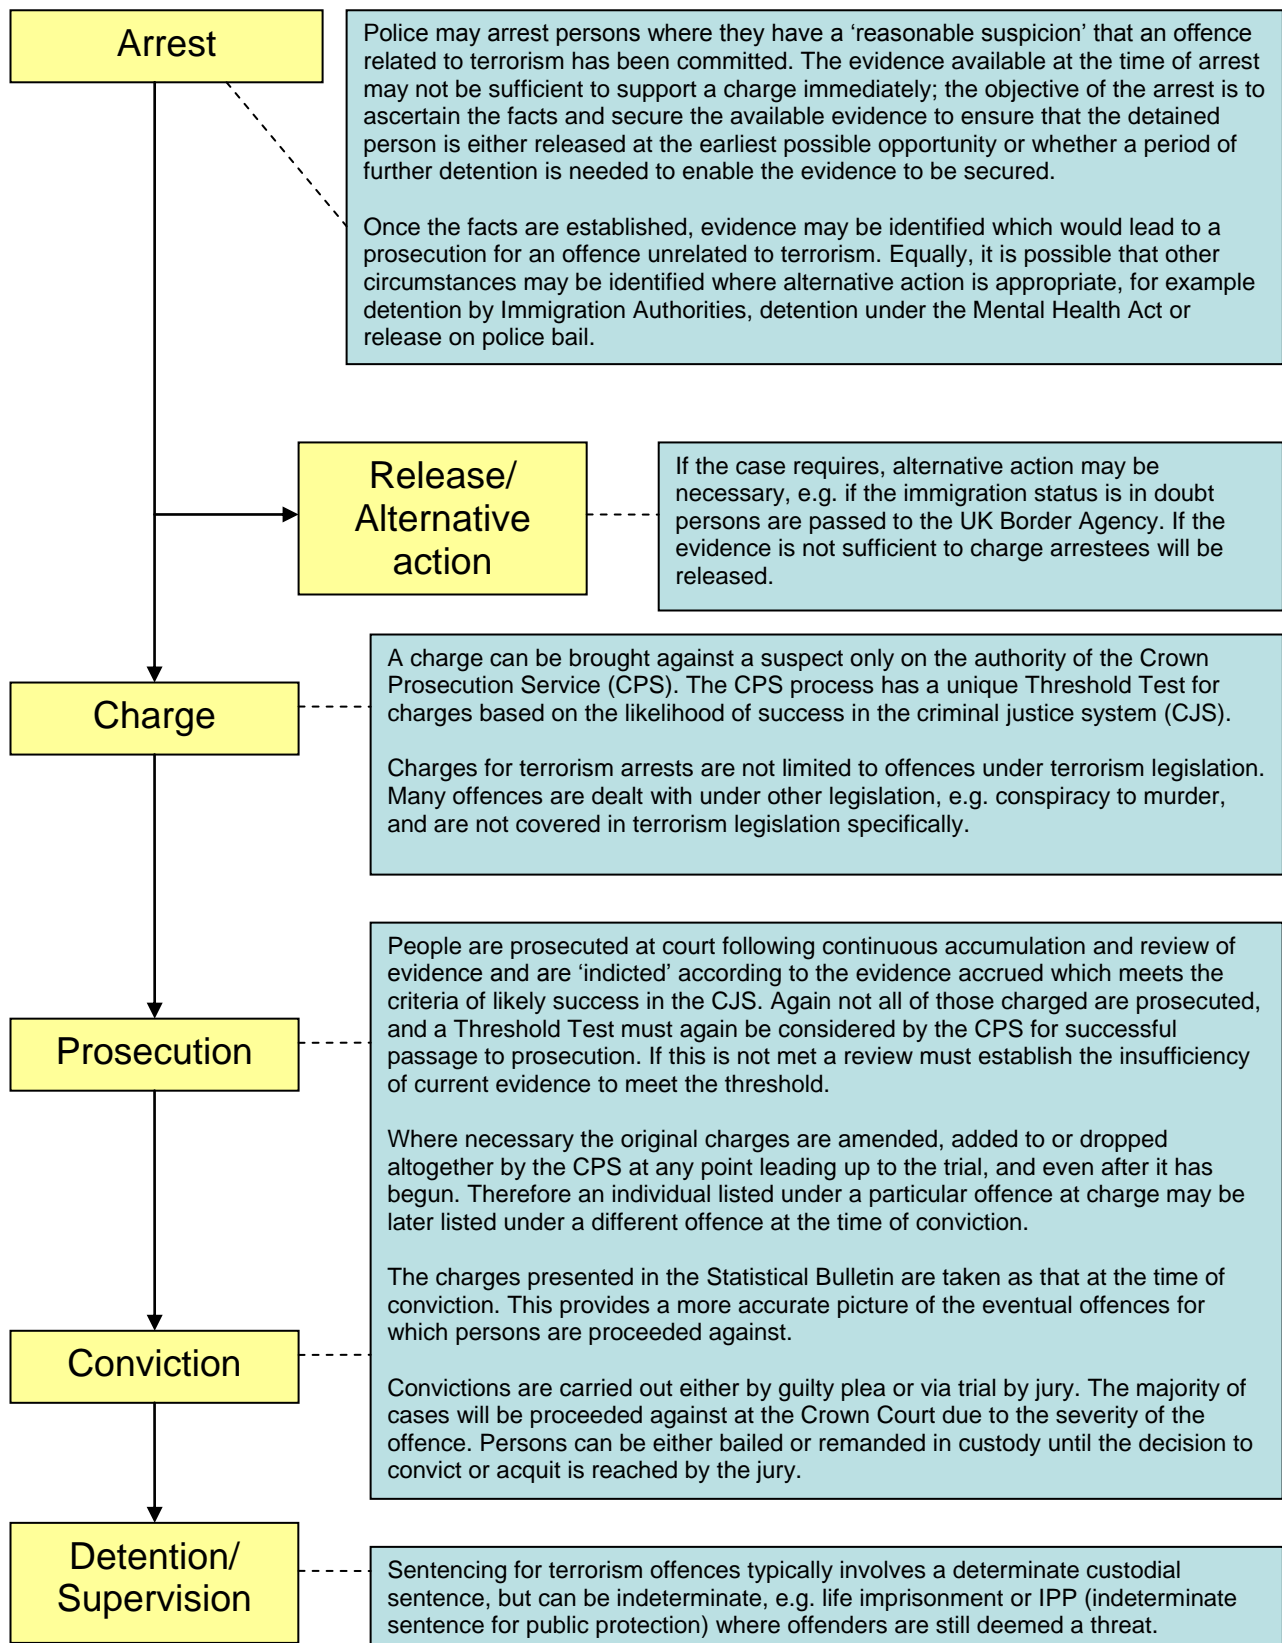 Arrest
Police may arrest persons where they have a ‘reasonable suspicion’ that an offence
related to terrorism has been committed. The evidence available at the time of arrest
may not be sufficient to support a charge immediately; the objective of the arrest is to
ascertain the facts and secure the available evidence to ensure that the detained
person is either released at the earliest possible opportunity or whether a period of
further detention is needed to enable the evidence to be secured.
Once the facts are established, evidence may be identified which would lead to a
prosecution for an offence unrelated to terrorism. Equally, it is possible that other
circumstances may be identified where alternative action is appropriate, for example
detention by Immigration Authorities, detention under the Mental Health Act or
release on police bail.
Release/
Alternative
action
If the case requires, alternative action may be
necessary, e.g. if the immigration status is in doubt
persons are passed to the UK Border Agency. If the
evidence is not sufficient to charge arrestees will be
released.
Charge
A charge can be brought against a suspect only on the authority of the Crown
Prosecution Service (CPS). The CPS process has a unique Threshold Test for
charges based on the likelihood of success in the criminal justice system (CJS).
Charges for terrorism arrests are not limited to offences under terrorism legislation.
Many offences are dealt with under other legislation, e.g. conspiracy to murder,
and are not covered in terrorism legislation specifically.
Prosecution
People are prosecuted at court following continuous accumulation and review of
evidence and are ‘indicted’ according to the evidence accrued which meets the
criteria of likely success in the CJS. Again not all of those charged are prosecuted,
and a Threshold Test must again be considered by the CPS for successful
passage to prosecution. If this is not met a review must establish the insufficiency
of current evidence to meet the threshold.
Where necessary the original charges are amended, added to or dropped
altogether by the CPS at any point leading up to the trial, and even after it has
begun. Therefore an individual listed under a particular offence at charge may be
later listed under a different offence at the time of conviction.
The charges presented in the Statistical Bulletin are taken as that at the time of
conviction. This provides a more accurate picture of the eventual offences for
which persons are proceeded against.
Conviction
Convictions are carried out either by guilty plea or via trial by jury. The majority of
cases will be proceeded against at the Crown Court due to the severity of the
offence. Persons can be either bailed or remanded in custody until the decision to
convict or acquit is reached by the jury.
Detention/
Supervision
Sentencing for terrorism offences typically involves a determinate custodial
sentence, but can be indeterminate, e.g. life imprisonment or IPP (indeterminate
sentence for public protection) where offenders are still deemed a threat.